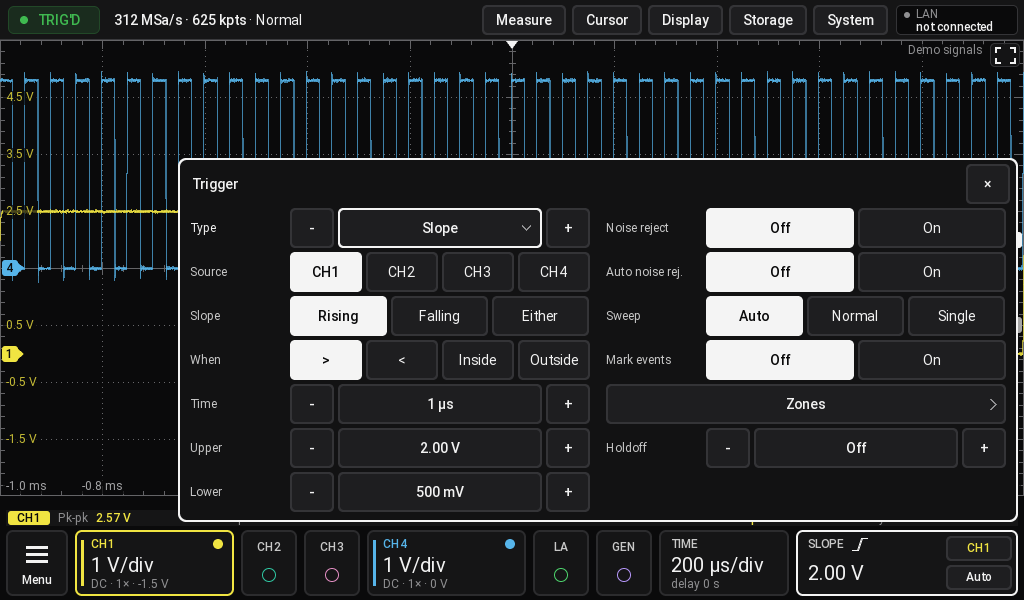 TRIG'D
312 MSa/s · 625 kpts · Normal
Measure
Cursor
Display
Storage
System
LAN
not connected
Demo signals
4.5 V
3.5 V
2.5 V
4
0.5 V
1
-0.5 V
-1.5 V
-1.0 ms
-0.8 ms
Trigger
×
Type
-
Slope
+
Noise reject
Off
On
Source
CH1
CH2
CH3
CH4
Auto noise rej.
Off
On
Slope
Rising
Falling
Either
Sweep
Auto
Normal
Single
When
>
<
Inside
Outside
Mark events
Off
On
Time
-
1 µs
+
Zones
Upper
-
2.00 V
+
Holdoff
-
Off
+
Lower
-
500 mV
+
CH1
Pk-pk
2.57 V
Menu
CH1
1 V/div
DC · 1× · -1.5 V
CH2
CH3
CH4
1 V/div
DC · 1× · 0 V
LA
GEN
TIME
200 µs/div
delay 0 s
SLOPE
2.00 V
CH1
Auto